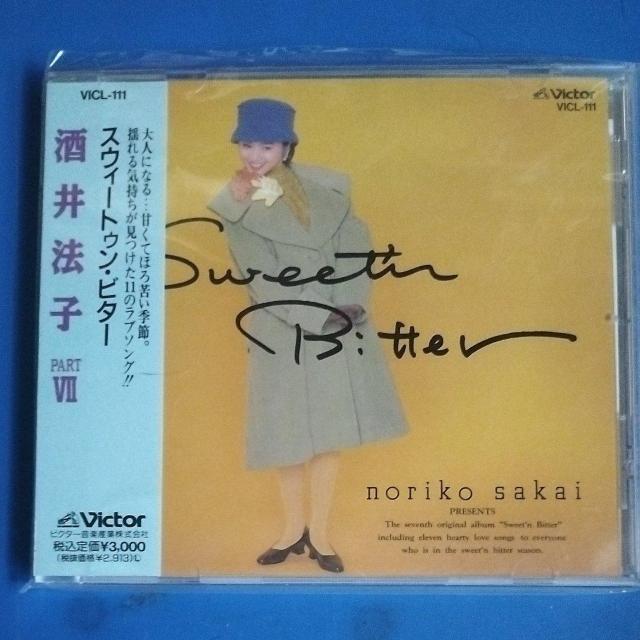 VICL-111
酒井法子
PART
VII
スウィートゥン・ビター
大人になる…甘くてほろ苦い季節。
揺れる気持ちが見つけた11のラブソング!!
Victor
ビクター音楽産業株式会社
税込定価¥3,000
(税抜価格¥2,913)(L)
Victor
VICL-111
Sweet'n
Bitter
noriko sakai
PRESENTS
The seventh original album "Sweet'n Bitter"
including eleven hearty love songs to everyone
who is in the sweet'n bitter season.